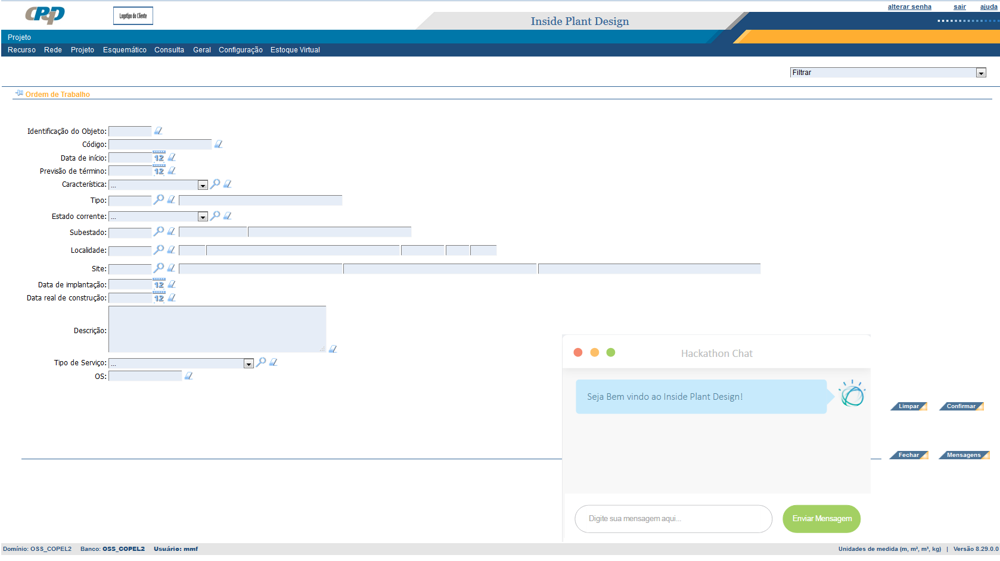 CPqD
Logotipo do Cliente
alterar senha sair ajuda
Inside Plant Design
Projeto
Recurso Rede Projeto Esquemático Consulta Geral Configuração Estoque Virtual
Filtrar
Ordem de Trabalho
Identificação do Objeto:
Código:
Data de início: 12
Previsão de término: 12
Característica: ...
Tipo:
Estado corrente: ...
Subestado:
Localidade:
Site:
Data de implantação: 12
Data real de construção: 12
Descrição:
Tipo de Serviço: ...
OS:
Hackathon Chat
Seja Bem vindo ao Inside Plant Design!
Limpar Confirmar
Fechar Mensagens
Digite sua mensagem aqui... Enviar Mensagem
Domínio: OSS_COPEL2 Banco: OSS_COPEL2 Usuário: mmf Unidades de medida (m, m², m³, kg) | Versão 8.29.0.0